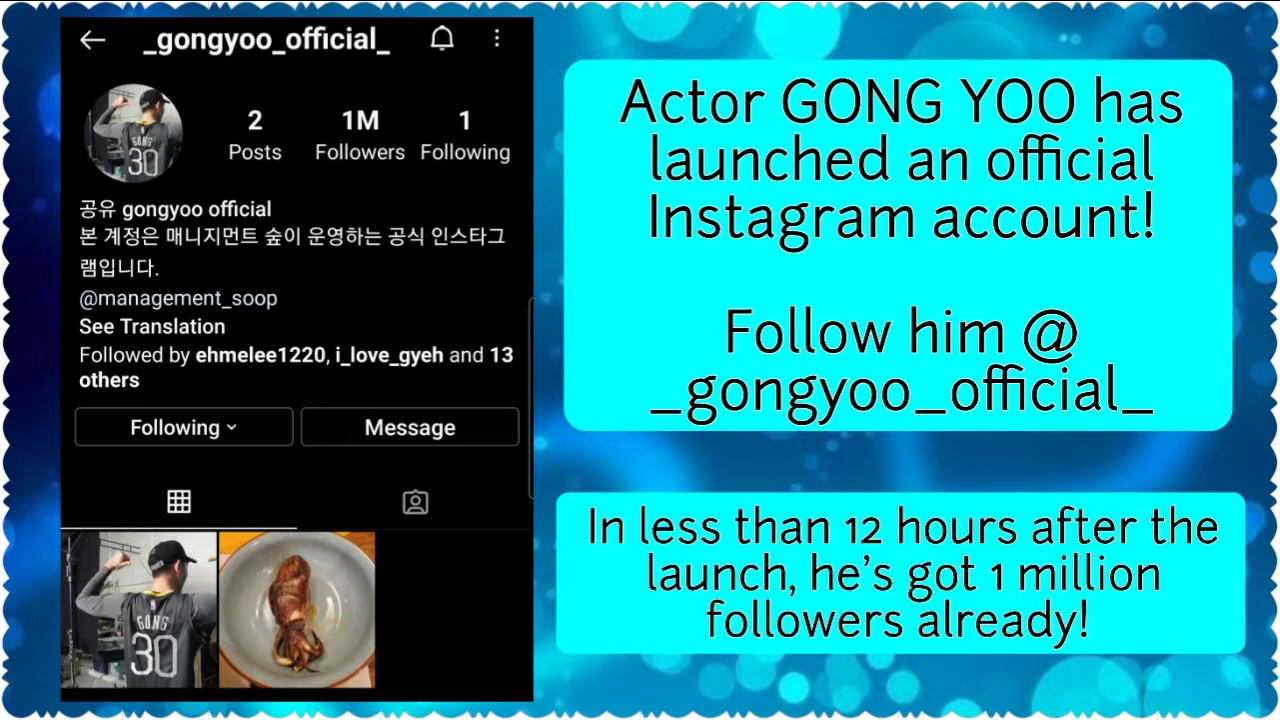 _gongyoo_official_
2 1M 1
Posts Followers Following
공유 gongyoo official
본 계정은 매니지먼트 숲이 운영하는 공식 인스타그
램입니다.
@management_soop
See Translation
Followed by ehmelee1220, i_love_gyeh and 13
others
Following Message
GONG
30
Actor GONG YOO has
launched an official
Instagram account!
Follow him @
_gongyoo_official_
In less than 12 hours after the
launch, he's got 1 million
followers already!